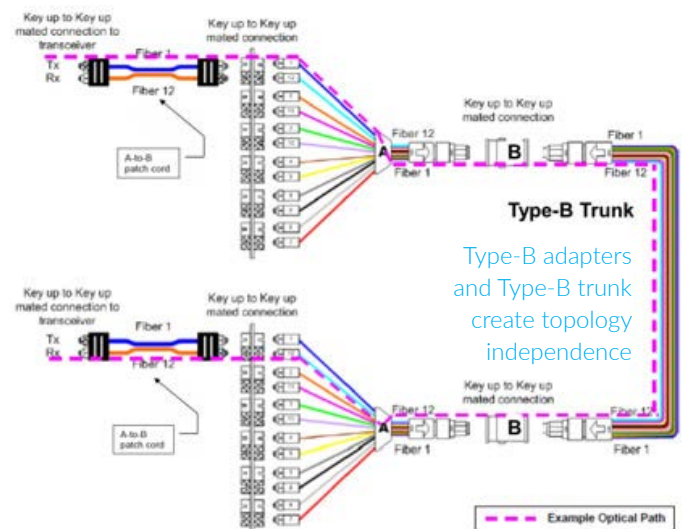 Key up to Key up
mated connection to
transceiver
Key up to Key up
mated connection
Fiber 1
Tx
Rx
Fiber 12
A-to-B
patch cord
A
Fiber 12
Fiber 1
Key up to Key up
mated connection
B
Fiber 1
Fiber 12
Type-B Trunk
Type-B adapters
and Type-B trunk
create topology
independence
Key up to Key up
mated connection to
transceiver
Key up to Key up
mated connection
Fiber 1
Tx
Rx
Fiber 12
A-to-B
patch cord
A
Fiber 12
Fiber 1
Key up to Key up
mated connection
B
Fiber 12
Fiber 1
Example Optical Path